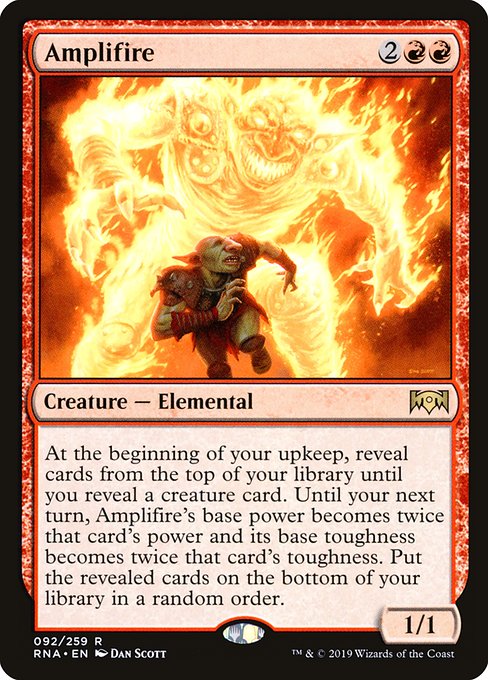 Amplifire 2
Creature — Elemental
At the beginning of your upkeep, reveal
cards from the top of your library until
you reveal a creature card. Until your next
turn, Amplifire's base power becomes twice
that card's power and its base toughness
becomes twice that card's toughness. Put
the revealed cards on the bottom of your
library in a random order.
1/1
092/259 R
RNA • EN Dan Scott ™ & © 2019 Wizards of the Coast